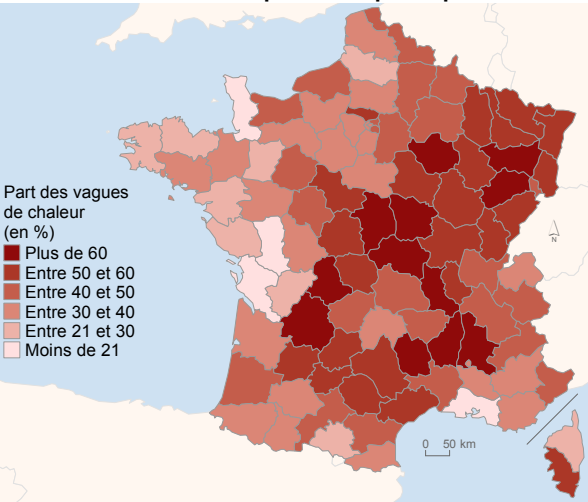 Part des vagues
de chaleur
(en %)
Plus de 60
Entre 50 et 60
Entre 40 et 50
Entre 30 et 40
Entre 21 et 30
Moins de 21
N
0 50 km